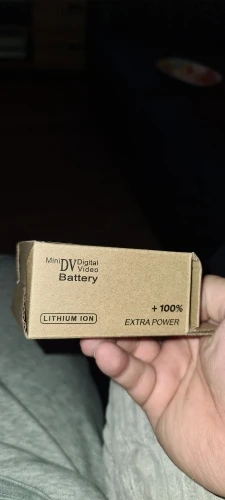 Mini DV Digital Video
Battery
+ 100%
LITHIUM ION
EXTRA POWER